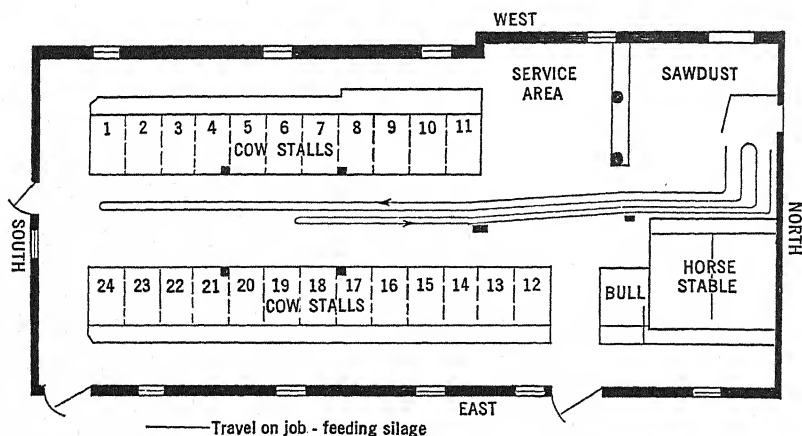 WEST
SERVICE
AREA
SAWDUST
1 2 3 4 5 6 7 8 9 10 11
COW STALLS
SOUTH
NORTH
24 23 22 21 20 19 18 17 16 15 14 13 12
COW STALLS
BULL
HORSE
STABLE
EAST
Travel on job - feeding silage